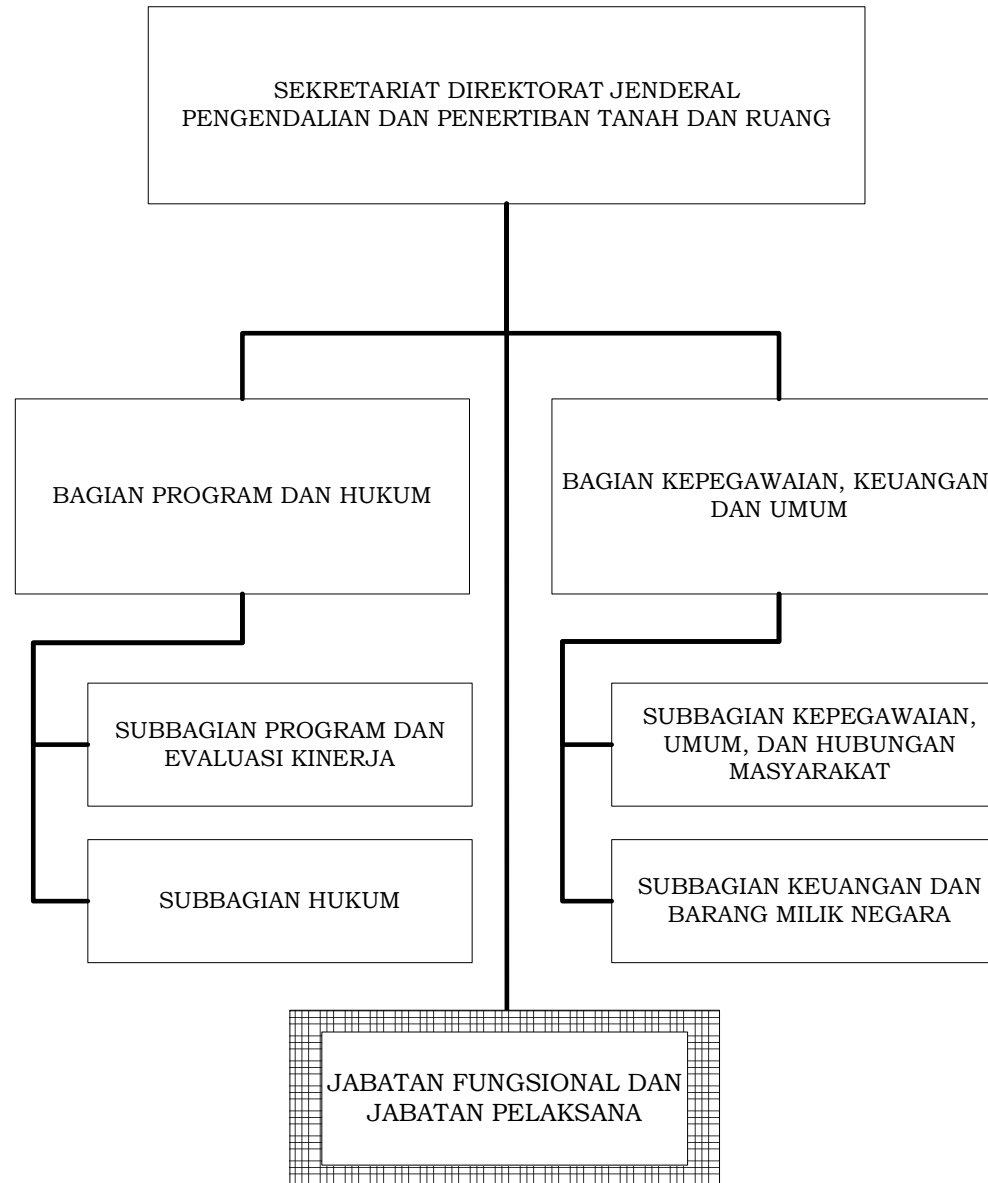 SEKRETARIAT DIREKTORAT JENDERAL
PENGENDALIAN DAN PENERTIBAN TANAH DAN RUANG
BAGIAN PROGRAM DAN HUKUM
BAGIAN KEPEGAWAIAN, KEUANGAN
DAN UMUM
SUBBAGIAN PROGRAM DAN
EVALUASI KINERJA
SUBBAGIAN KEPEGAWAIAN,
UMUM, DAN HUBUNGAN
MASYARAKAT
SUBBAGIAN HUKUM
SUBBAGIAN KEUANGAN DAN
BARANG MILIK NEGARA
JABATAN FUNGSIONAL DAN
JABATAN PELAKSANA